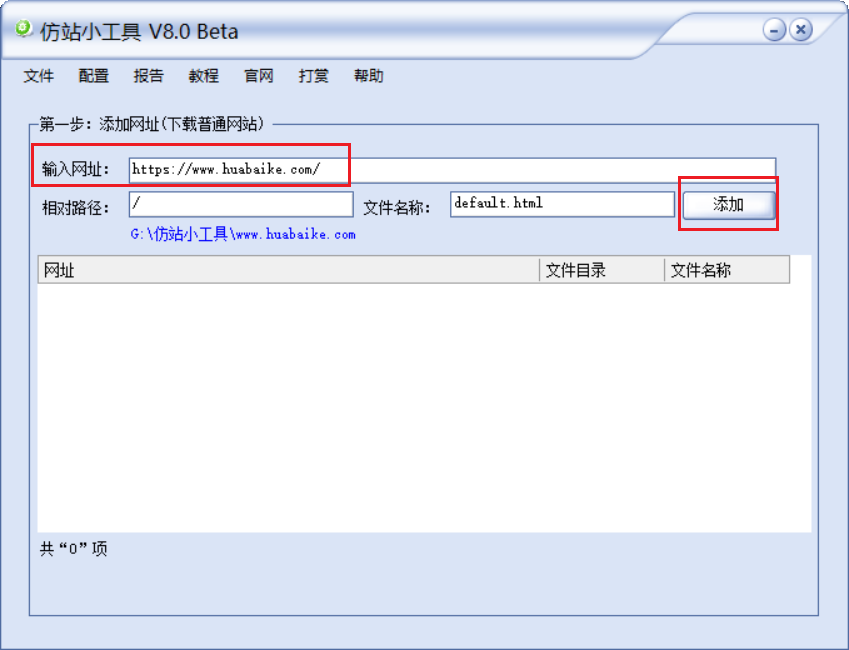 仿站小工具 V8.0 Beta
文件 配置 报告 教程 官网 打赏 帮助
第一步：添加网址(下载普通网站)
输入网址： https://www.huabaike.com/
相对路径： / 文件名称： default.html 添加
G:\仿站小工具\www.huabaike.com
网址 文件目录 文件名称
共“0”项